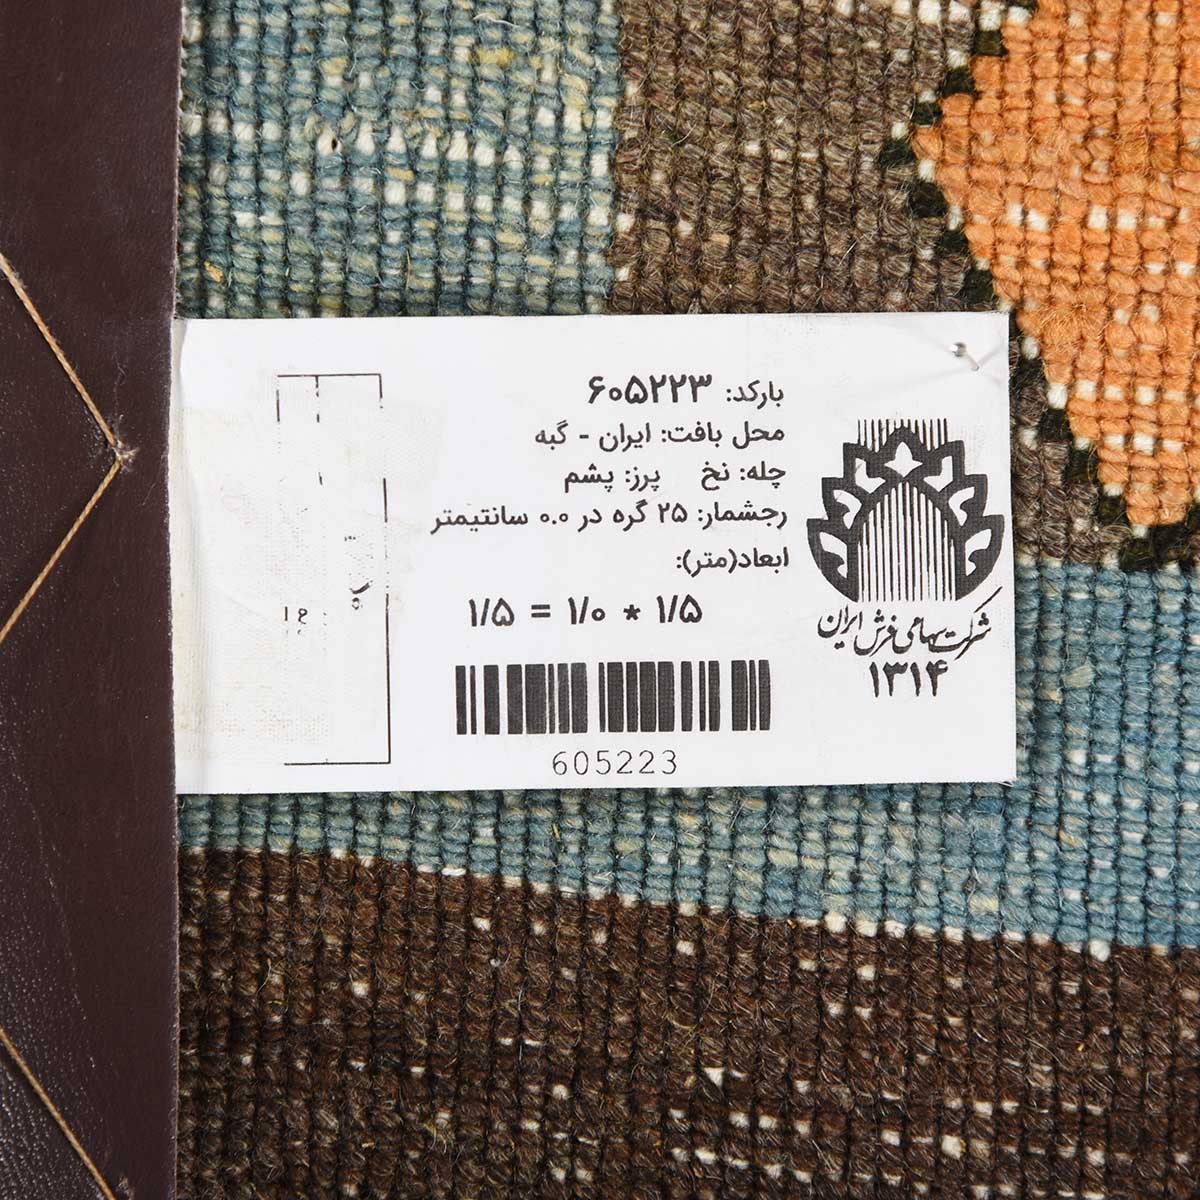 بارکد: ۶۰۵۲۲۳
محل بافت: ایران - گبه
چله: نخ پرز: پشم
رجشمار: ۲۵ گره در ۰.۰ سانتیمتر
ابعاد(متر):
۱/۵ * ۱/۰ = ۱/۵
605223
شرکت سهامی فرش ایران
۱۳۱۴